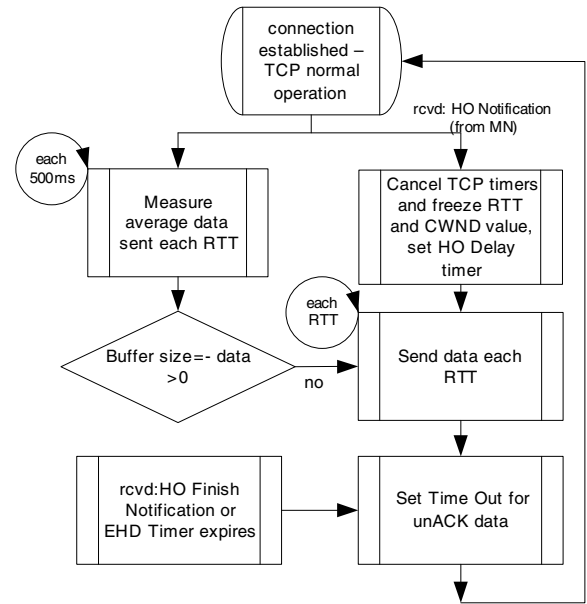 connection
established –
TCP normal
operation
rcvd: HO Notification
(from MN)
each
500ms
Measure
average data
sent each RTT
Cancel TCP timers
and freeze RTT
and CWND value,
set HO Delay
timer
each
RTT
Buffer size=- data
>0
no
Send data each
RTT
rcvd:HO Finish
Notification or
EHD Timer expires
Set Time Out for
unACK data